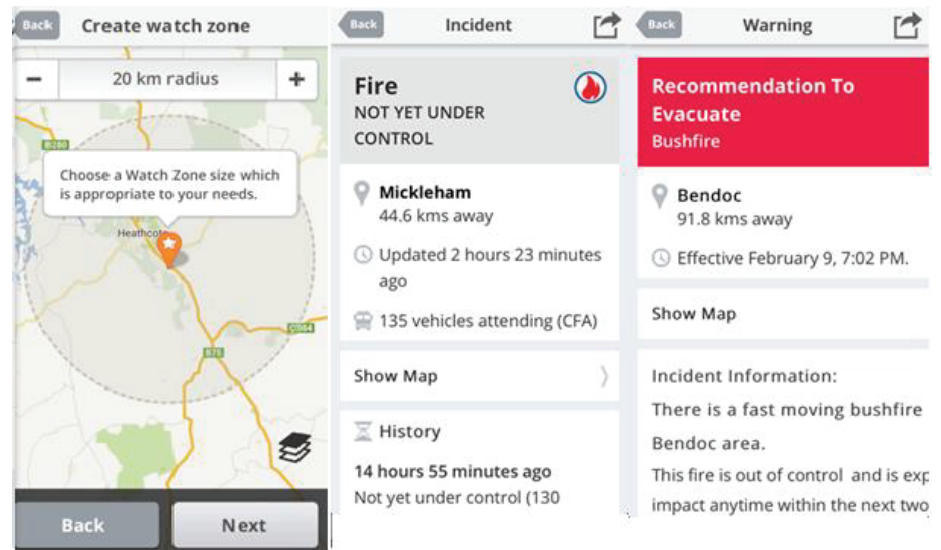 Back
Create watch zone
20 km radius
B280
Choose a Watch Zone size which
is appropriate to your needs.
Heathcote
C384
B75
Back
Next
Back
Incident
Fire
NOT YET UNDER
CONTROL
Mickleham
44.6 kms away
Updated 2 hours 23 minutes
ago
135 vehicles attending (CFA)
Show Map
History
14 hours 55 minutes ago
Not yet under control (130
Back
Warning
Recommendation To
Evacuate
Bushfire
Bendoc
91.8 kms away
Effective February 9, 7:02 PM.
Show Map
Incident Information:
There is a fast moving bushfire
Bendoc area.
This fire is out of control and is exp
impact anytime within the next two